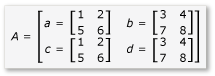 A = [ a = [ 1 2 b = [ 3 4
5 6 ] 7 8 ]
c = [ 1 2 d = [ 3 4
5 6 ] 7 8 ] ]